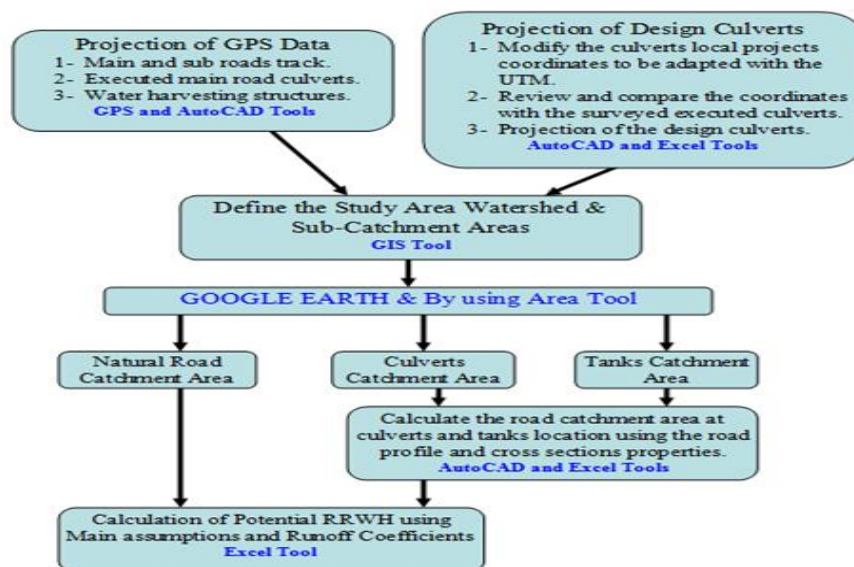 Projection of GPS Data
1- Main and sub roads track.
2- Executed main road culverts.
3- Water harvesting structures.
GPS and AutoCAD Tools
Projection of Design Culverts
1- Modify the culverts local projects
coordinates to be adapted with the
UTM.
2- Review and compare the coordinates
with the surveyed executed culverts.
3- Projection of the design culverts.
AutoCAD and Excel Tools
Define the Study Area Watershed &
Sub-Catchment Areas
GIS Tool
GOOGLE EARTH & By using Area Tool
Natural Road
Catchment Area
Culverts
Catchment Area
Tanks Catchment
Area
Calculate the road catchment area at
culverts and tanks location using the road
profile and cross sections properties.
AutoCAD and Excel Tools
Calculation of Potential RRWH using
Main assumptions and Runoff Coefficients
Excel Tool